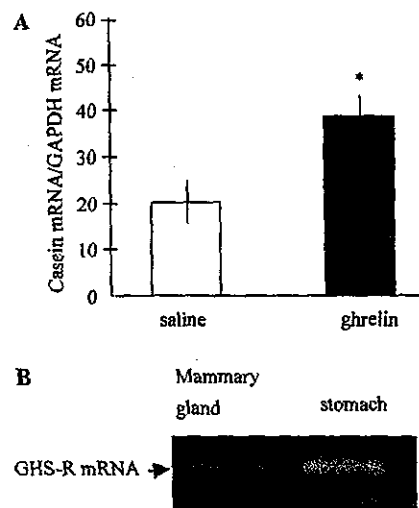 A
Casein mRNA/GAPDH mRNA
60
50
40
30
20
10
0
*
saline ghrelin
B
Mammary
gland stomach
GHS-R mRNA